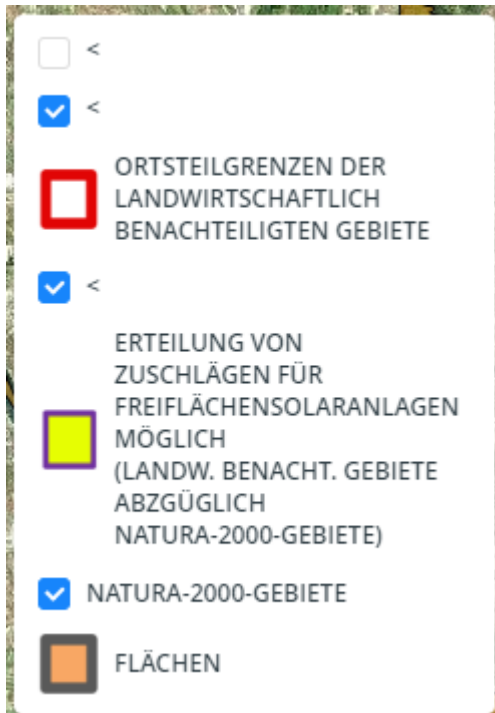 <
<
ORTSTEILGRENZEN DER
LANDWIRTSCHAFTLICH
BENACHTEILIGTEN GEBIETE
<
ERTEILUNG VON
ZUSCHLÄGEN FÜR
FREIFLÄCHENSOLARANLAGEN
MÖGLICH
(LANDW. BENACHT. GEBIETE
ABZGÜGLICH
NATURA-2000-GEBIETE)
NATURA-2000-GEBIETE
FLÄCHEN